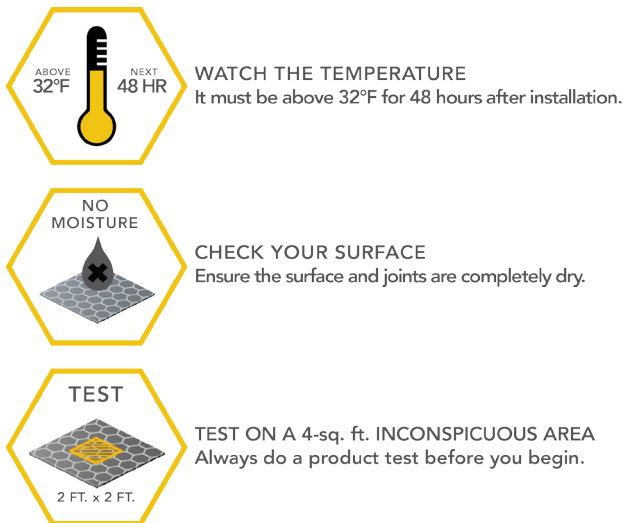 ABOVE
32°F
NEXT
48 HR
WATCH THE TEMPERATURE
It must be above 32°F for 48 hours after installation.
NO
MOISTURE
CHECK YOUR SURFACE
Ensure the surface and joints are completely dry.
TEST
2 FT. x 2 FT.
TEST ON A 4-sq. ft. INCONSPICUOUS AREA
Always do a product test before you begin.